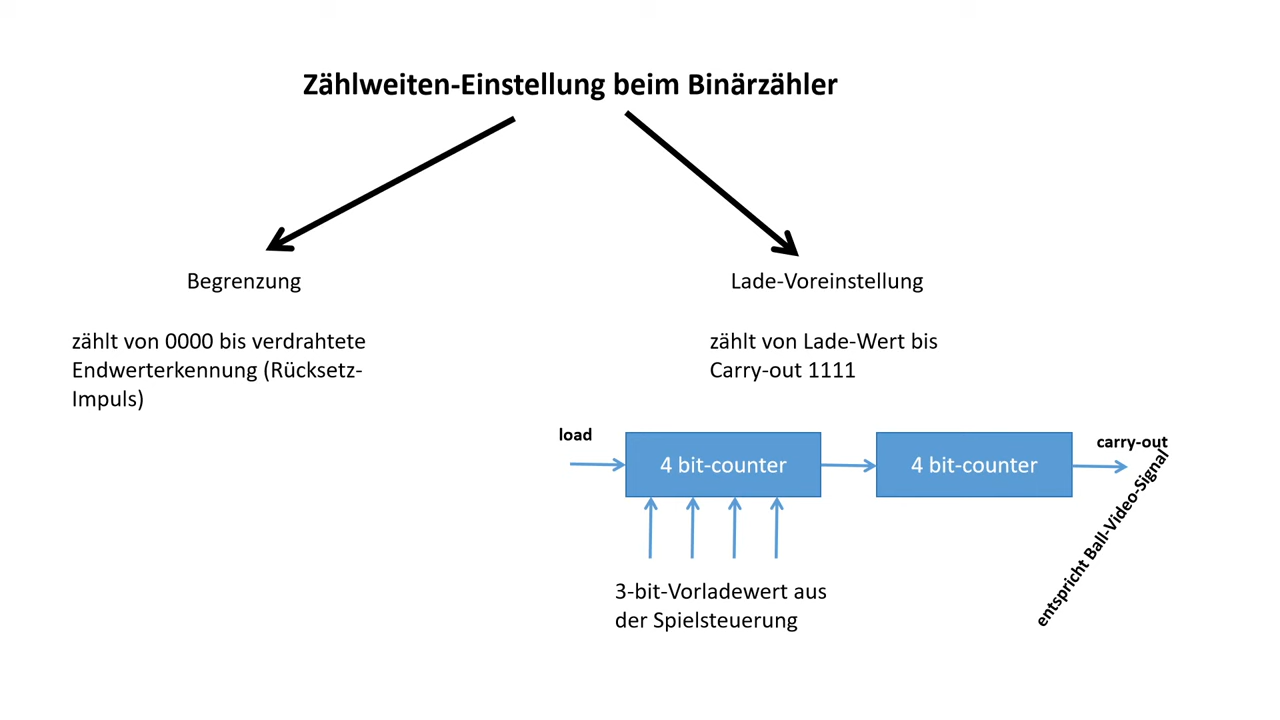 Zählweiten-Einstellung beim Binärzähler
Begrenzung
zählt von 0000 bis verdrahtete
Endwerterkennung (Rücksetz-
Impuls)
Lade-Voreinstellung
zählt von Lade-Wert bis
Carry-out 1111
load
4 bit-counter
4 bit-counter
carry-out
entspricht Ball-Video-Signal
3-bit-Vorladewert aus
der Spielsteuerung